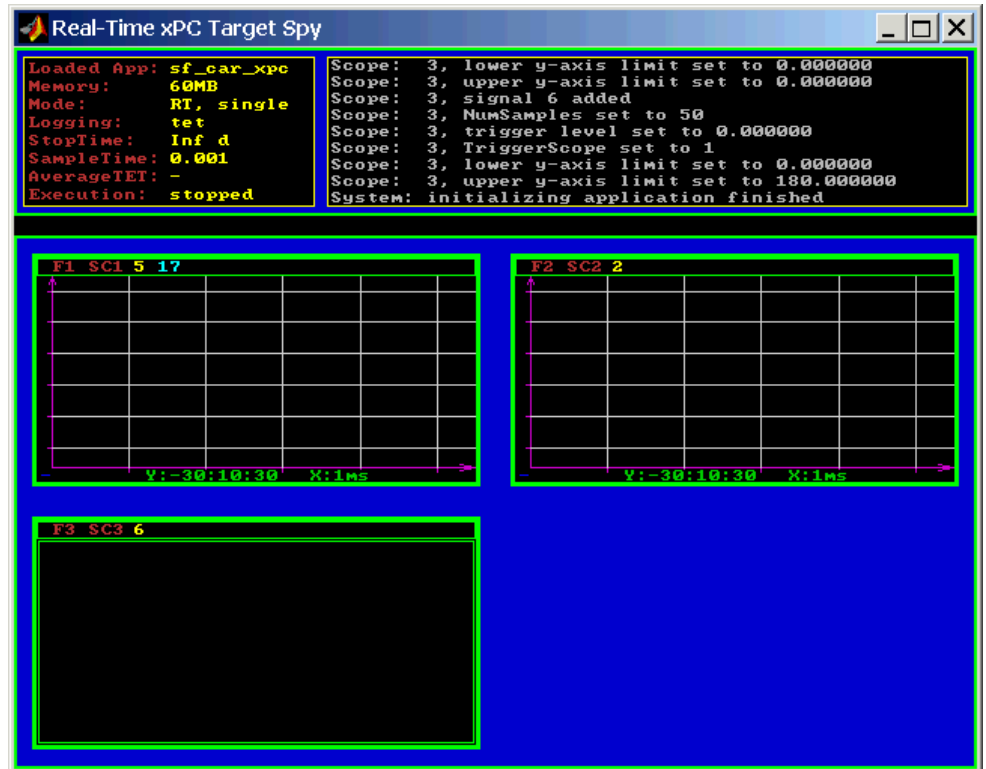 Real-Time xPC Target Spy
Loaded App: sf_car_xpc
Memory: 60MB
Mode: RT, single
Logging: tet
StopTime: Inf d
SampleTime: 0.001
AverageTET: -
Execution: stopped
Scope: 3, lower y-axis limit set to 0.000000
Scope: 3, upper y-axis limit set to 0.000000
Scope: 3, signal 6 added
Scope: 3, NumSamples set to 50
Scope: 3, trigger level set to 0.000000
Scope: 3, TriggerScope set to 1
Scope: 3, lower y-axis limit set to 0.000000
Scope: 3, upper y-axis limit set to 180.000000
System: initializing application finished
F1 SC1 5 17
Y:-30:10:30 X:1ms
F2 SC2 2
Y:-30:10:30 X:1ms
F3 SC3 6